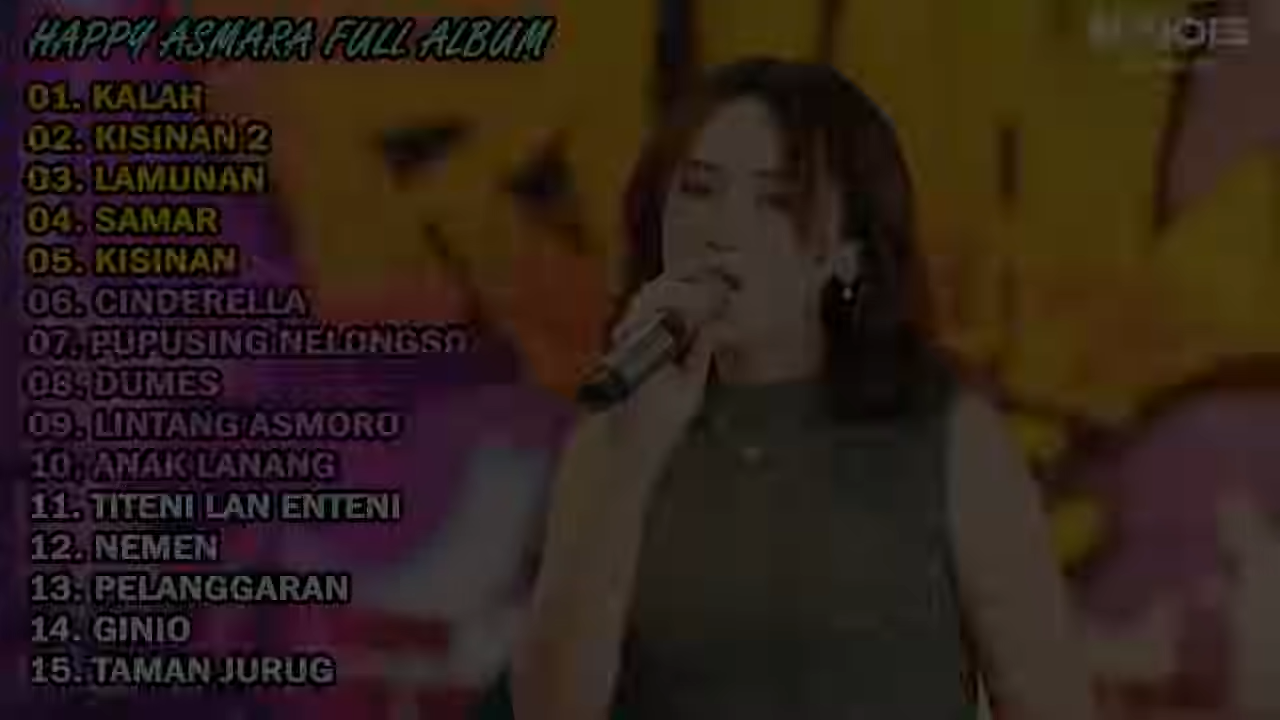 HAPPY ASMARA FULL ALBUM
01. KALAH
02. KISINAN 2
03. LAMUNAN
04. SAMAR
05. KISINAN
06. CINDERELLA
07. PUPUSING NELONGSO
08. DUMES
09. LINTANG ASMORO
10. ANAK LANANG
11. TITENI LAN ENTENI
12. NEMEN
13. PELANGGARAN
14. GINIO
15. TAMAN JURUG